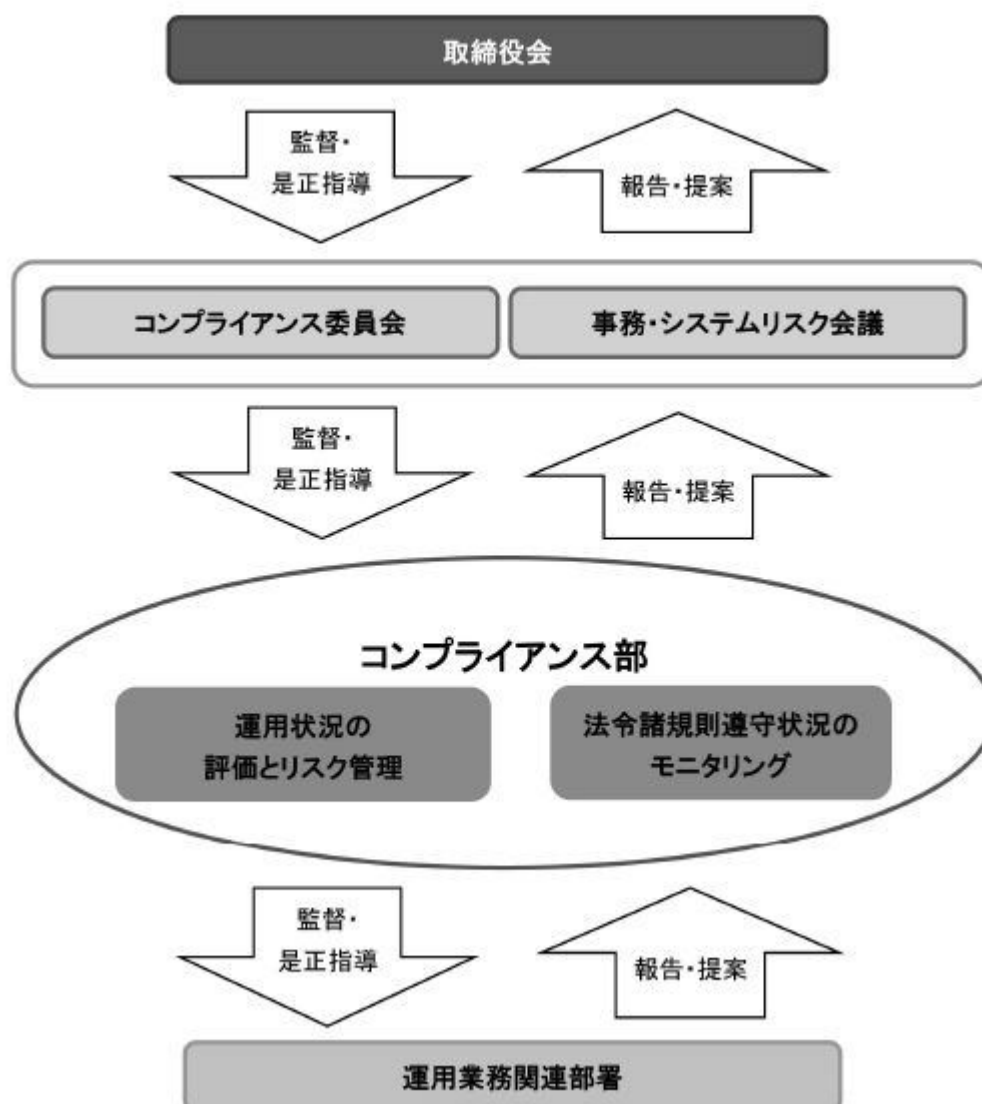 取締役会
監督・
是正指導
報告・提案
コンプライアンス委員会
事務・システムリスク会議
監督・
是正指導
報告・提案
コンプライアンス部
運用状況の
評価とリスク管理
法令諸規則遵守状況の
モニタリング
監督・
是正指導
報告・提案
運用業務関連部署